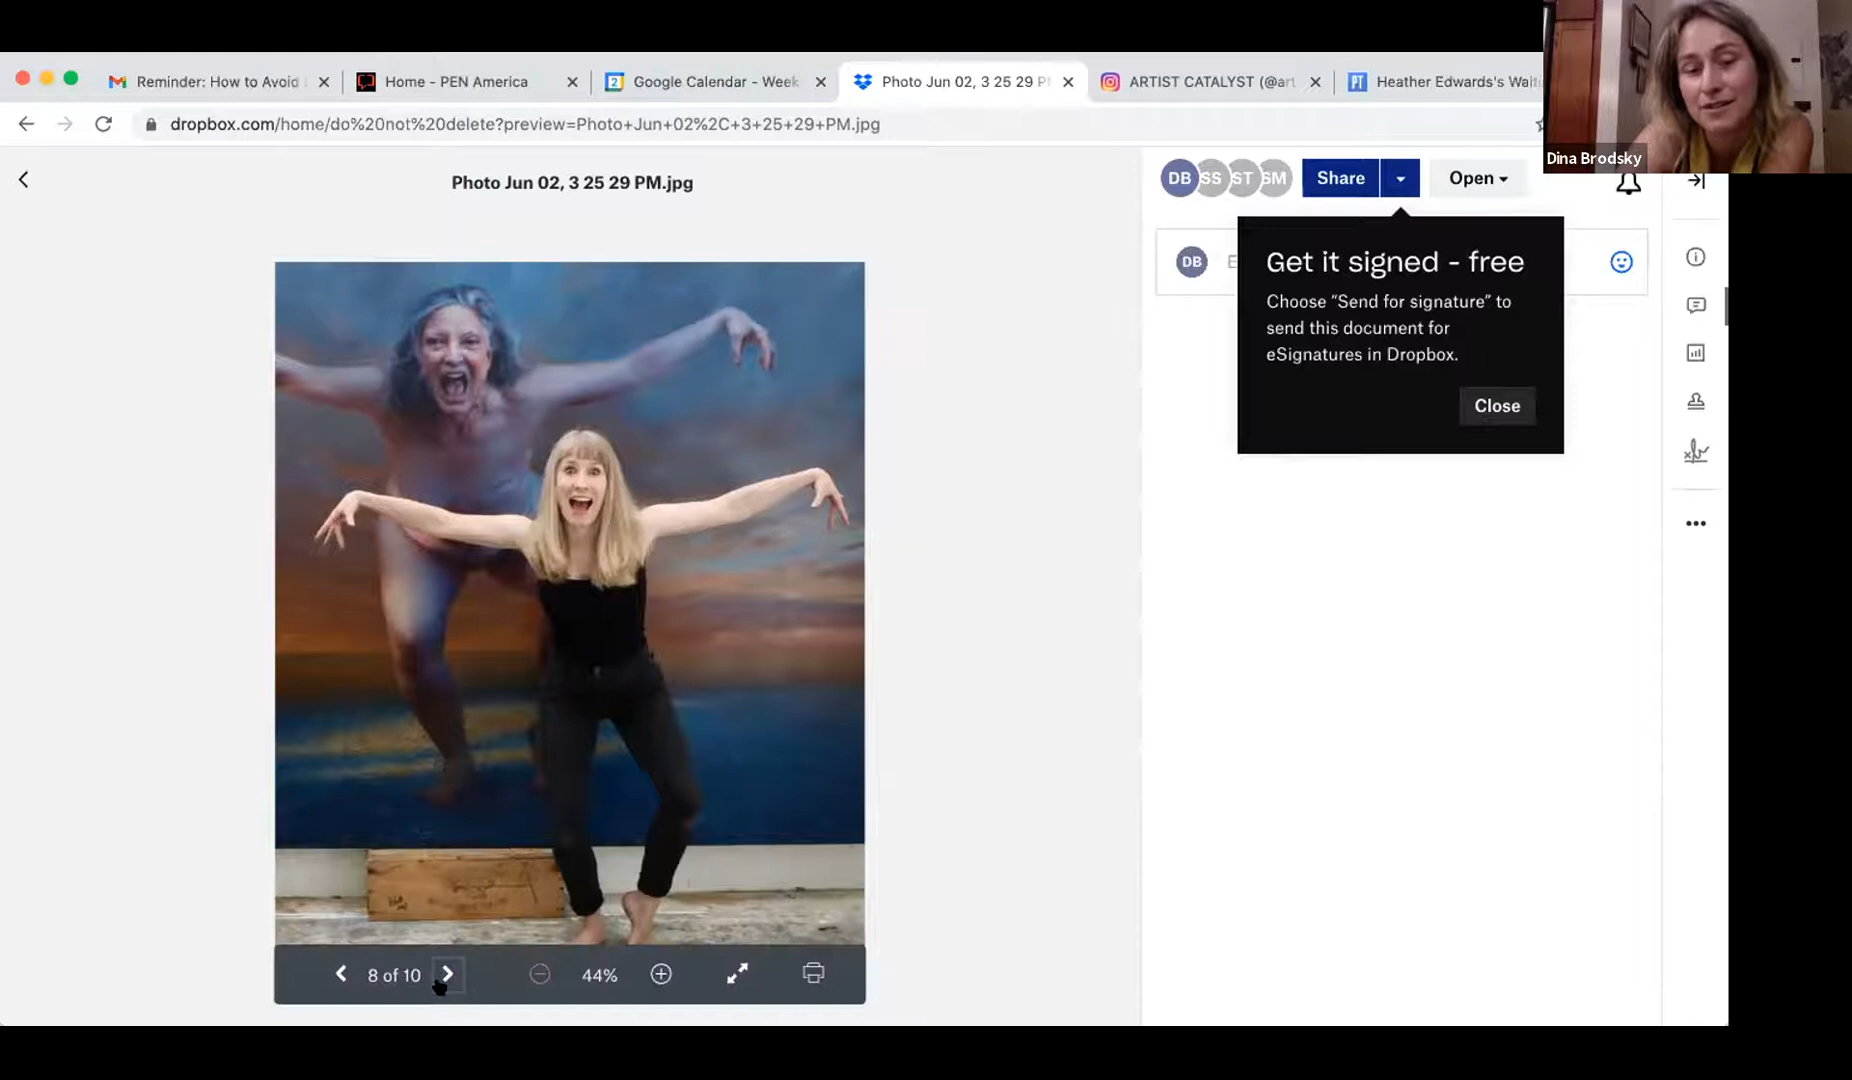 Reminder: How to Avoid
Home - PEN America
2
Google Calendar - Week
Photo Jun 02, 3 25 29 P
ARTIST CATALYST (@art
PT
Heather Edwards's Wait
dropbox.com/home/do%20not%20delete?preview=Photo+Jun+02%2C+3+25+29+PM.jpg
Dina Brodsky
Photo Jun 02, 3 25 29 PM.jpg
DB SS ST SM
Share
Open
DB
E
Get it signed - free
Choose “Send for signature” to
send this document for
eSignatures in Dropbox.
Close
8 of 10
44%